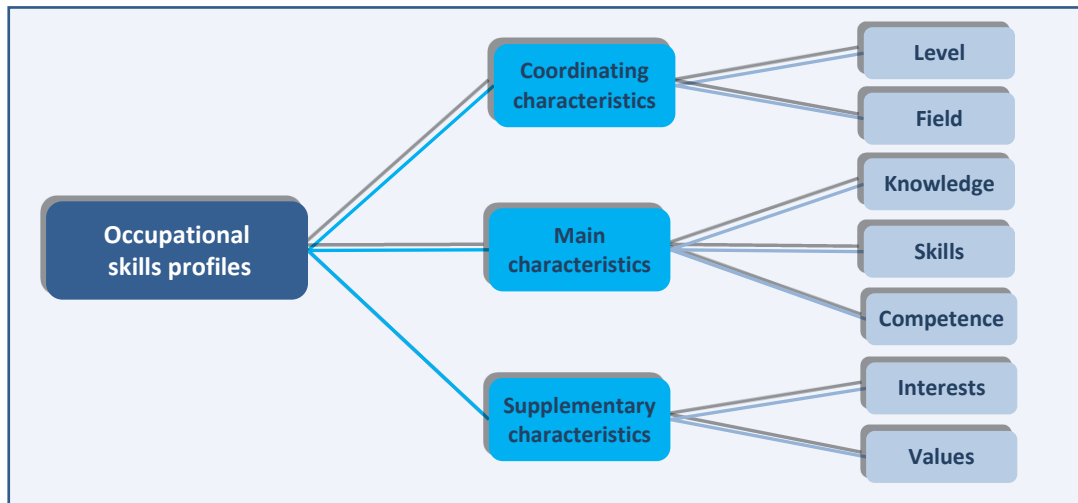 Occupational
skills profiles
Coordinating
characteristics
Level
Field
Main
characteristics
Knowledge
Skills
Competence
Supplementary
characteristics
Interests
Values